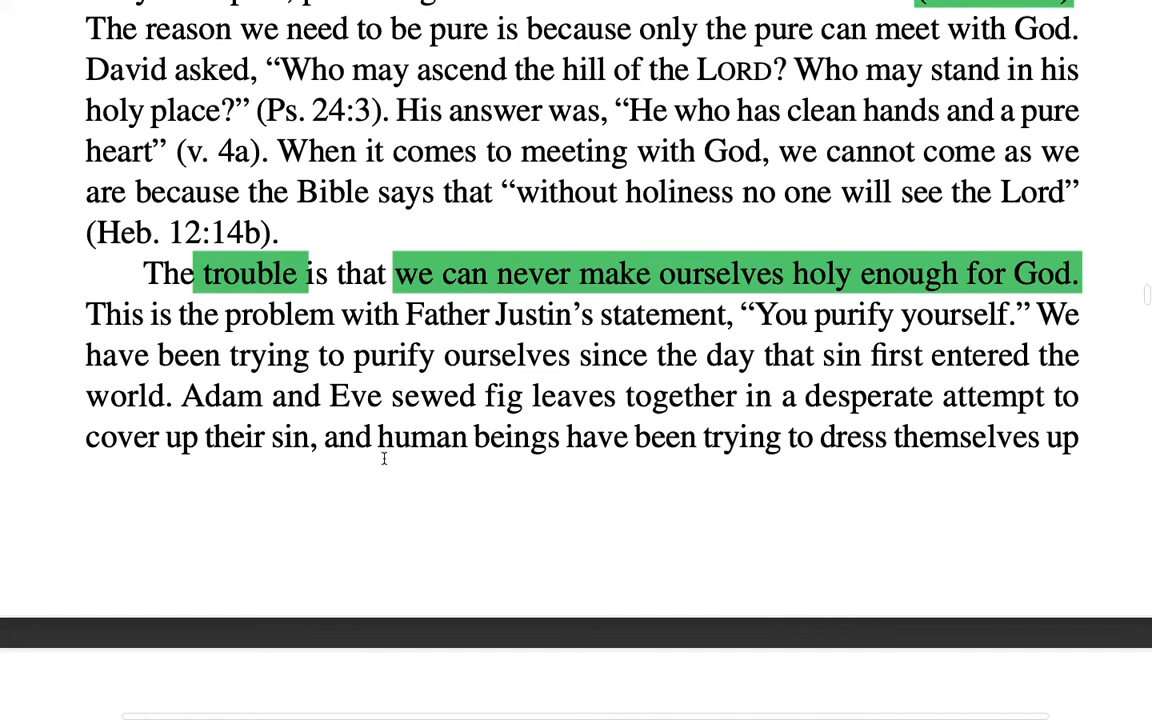 The reason we need to be pure is because only the pure can meet with God.
David asked, “Who may ascend the hill of the LORD? Who may stand in his
holy place?” (Ps. 24:3). His answer was, “He who has clean hands and a pure
heart” (v. 4a). When it comes to meeting with God, we cannot come as we
are because the Bible says that “without holiness no one will see the Lord”
(Heb. 12:14b).
The trouble is that we can never make ourselves holy enough for God.
This is the problem with Father Justin’s statement, “You purify yourself.” We
have been trying to purify ourselves since the day that sin first entered the
world. Adam and Eve sewed fig leaves together in a desperate attempt to
cover up their sin, and human beings have been trying to dress themselves up